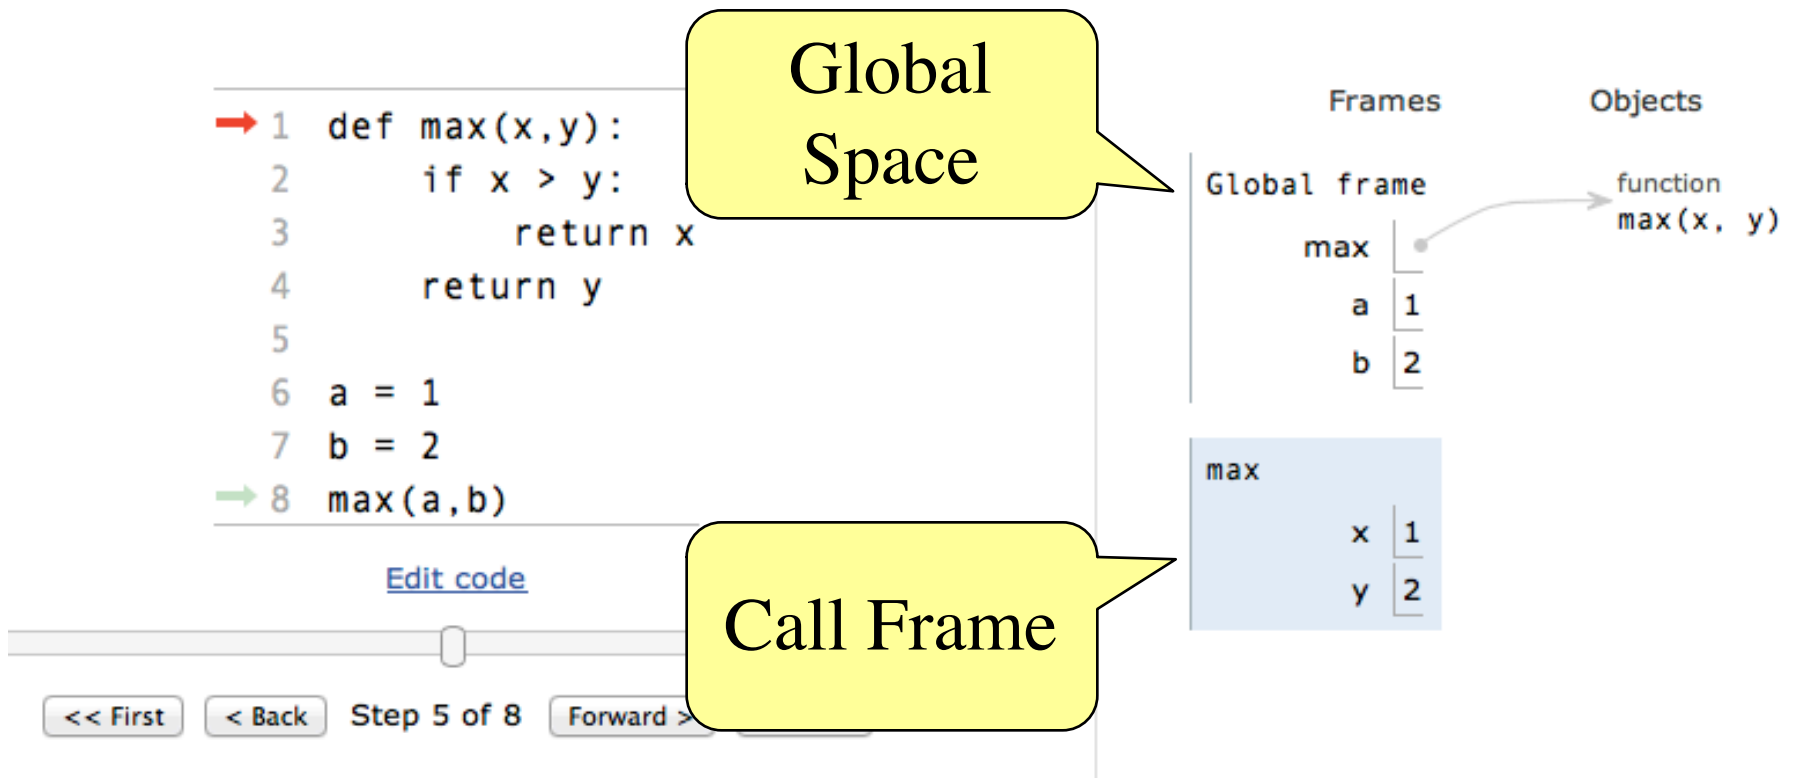 Global
Space
1 def max(x,y):
2 if x > y:
3 return x
4 return y
5
6 a = 1
7 b = 2
8 max(a,b)
Edit code
<< First
< Back
Step 5 of 8
Forward >
Call Frame
Frames
Objects
Global frame
function
max(x, y)
max
a 1
b 2
max
x 1
y 2